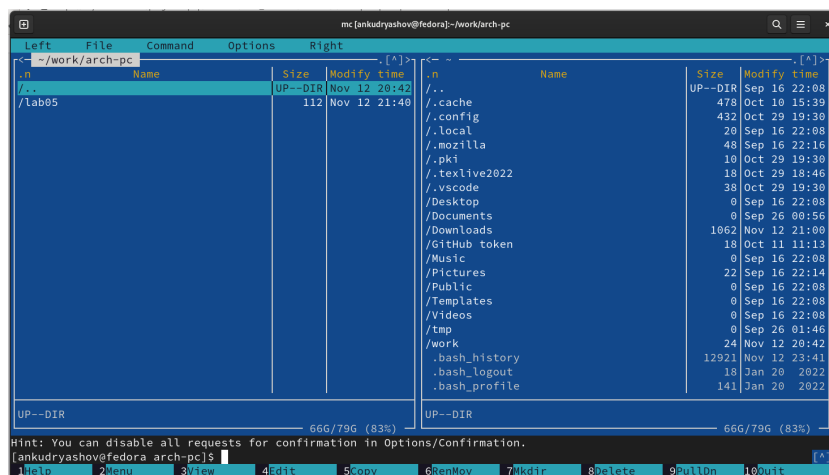 mc [ankudryashov@fedora]:~/work/arch-pc
Left File Command Options Right
<─ ~/work/arch-pc .[^]>
.n Name Size Modify time
/.. UP--DIR Nov 12 20:42
/lab05 112 Nov 12 21:40
UP--DIR
66G/79G (83%)
<─ ~ .[^]>
.n Name Size Modify time
/.. UP--DIR Sep 16 22:08
/.cache 478 Oct 10 15:39
/.config 432 Oct 29 19:30
/.local 20 Sep 16 22:08
/.mozilla 48 Sep 16 22:16
/.pki 10 Oct 29 19:30
/.texlive2022 18 Oct 29 18:46
/.vscode 38 Oct 29 19:30
/Desktop 0 Sep 16 22:08
/Documents 0 Sep 26 00:56
/Downloads 1062 Nov 12 21:00
/GitHub token 18 Oct 11 11:13
/Music 0 Sep 16 22:08
/Pictures 22 Sep 16 22:14
/Public 0 Sep 16 22:08
/Templates 0 Sep 16 22:08
/Videos 0 Sep 16 22:08
/tmp 0 Sep 26 01:46
/work 24 Nov 12 20:42
.bash_history 12921 Nov 12 23:41
.bash_logout 18 Jan 20 2022
.bash_profile 141 Jan 20 2022
UP--DIR
66G/79G (83%)
Hint: You can disable all requests for confirmation in Options/Confirmation.
[ankudryashov@fedora arch-pc]$ [^
1Help 2Menu 3View 4Edit 5Copy 6RenMov 7Mkdir 8Delete 9PullDn 10Quit